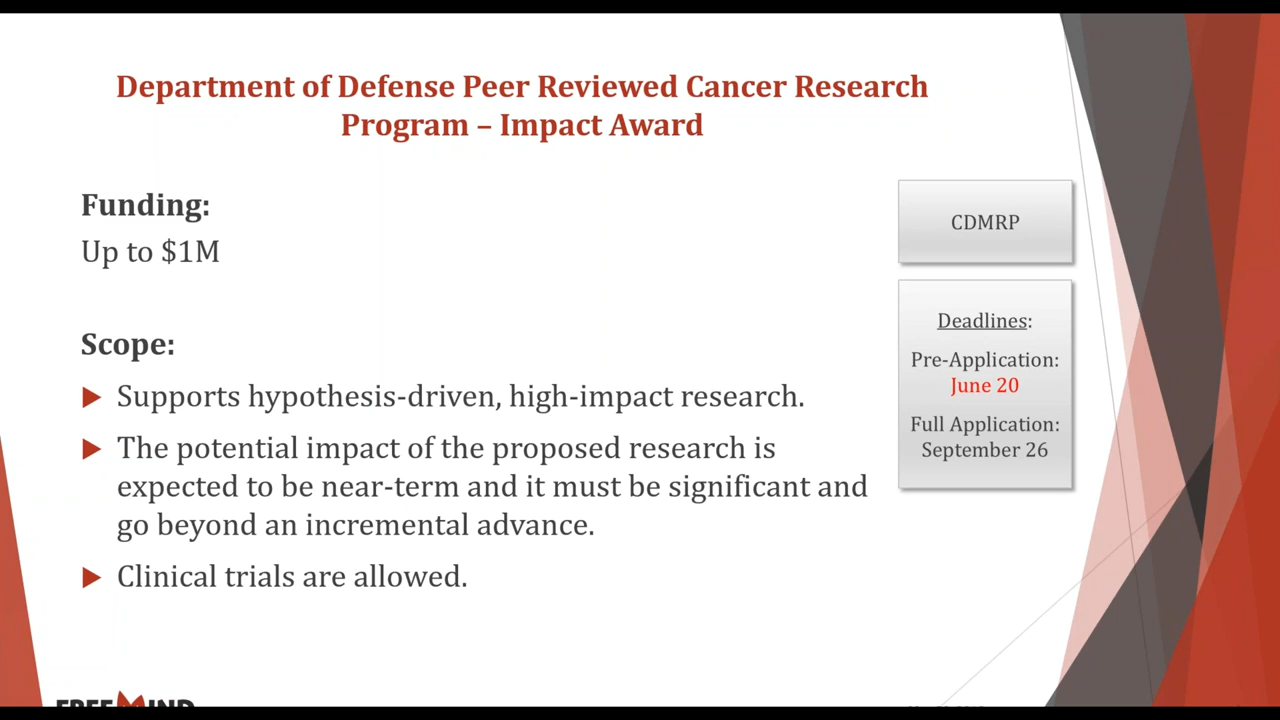 Department of Defense Peer Reviewed Cancer Research
Program – Impact Award
Funding:
Up to $1M
Scope:
Supports hypothesis-driven, high-impact research.
The potential impact of the proposed research is
expected to be near-term and it must be significant and
go beyond an incremental advance.
Clinical trials are allowed.
CDMRP
Deadlines:
Pre-Application:
June 20
Full Application:
September 26
FREEMIND